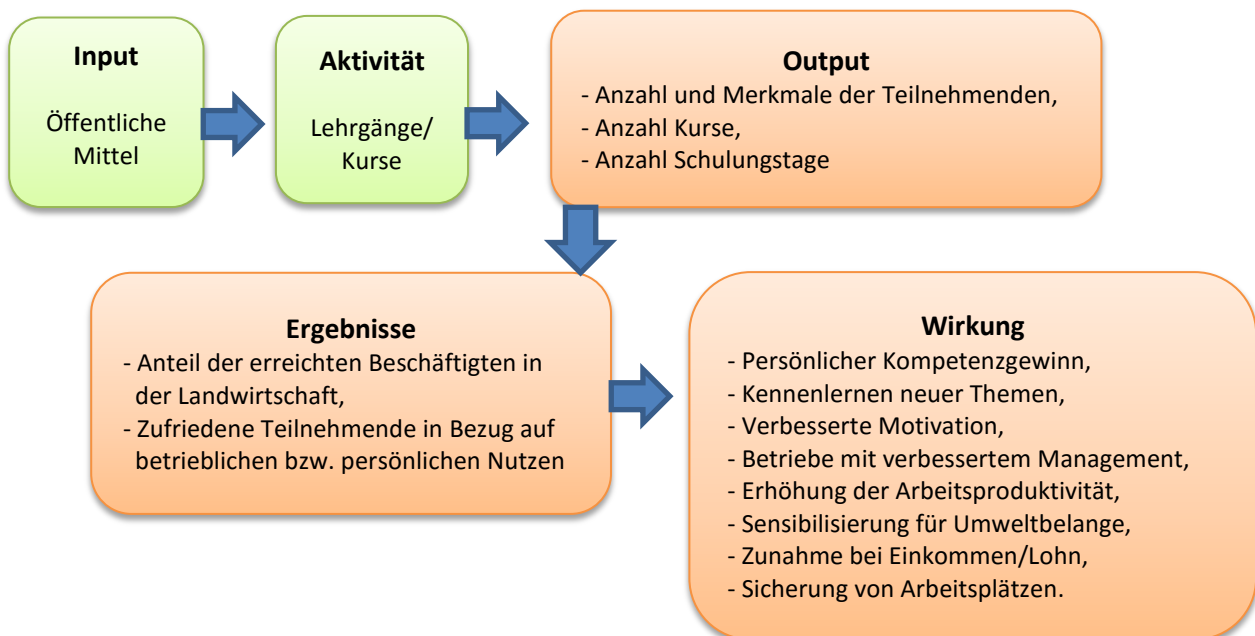 Input
Öffentliche
Mittel
Aktivität
Lehrgänge/
Kurse
Output
- Anzahl und Merkmale der Teilnehmenden,
- Anzahl Kurse,
- Anzahl Schulungstage
Ergebnisse
- Anteil der erreichten Beschäftigten in
der Landwirtschaft,
- Zufriedene Teilnehmende in Bezug auf
betrieblichen bzw. persönlichen Nutzen
Wirkung
- Persönlicher Kompetenzgewinn,
- Kennenlernen neuer Themen,
- Verbesserte Motivation,
- Betriebe mit verbessertem Management,
- Erhöhung der Arbeitsproduktivität,
- Sensibilisierung für Umweltbelange,
- Zunahme bei Einkommen/Lohn,
- Sicherung von Arbeitsplätzen.